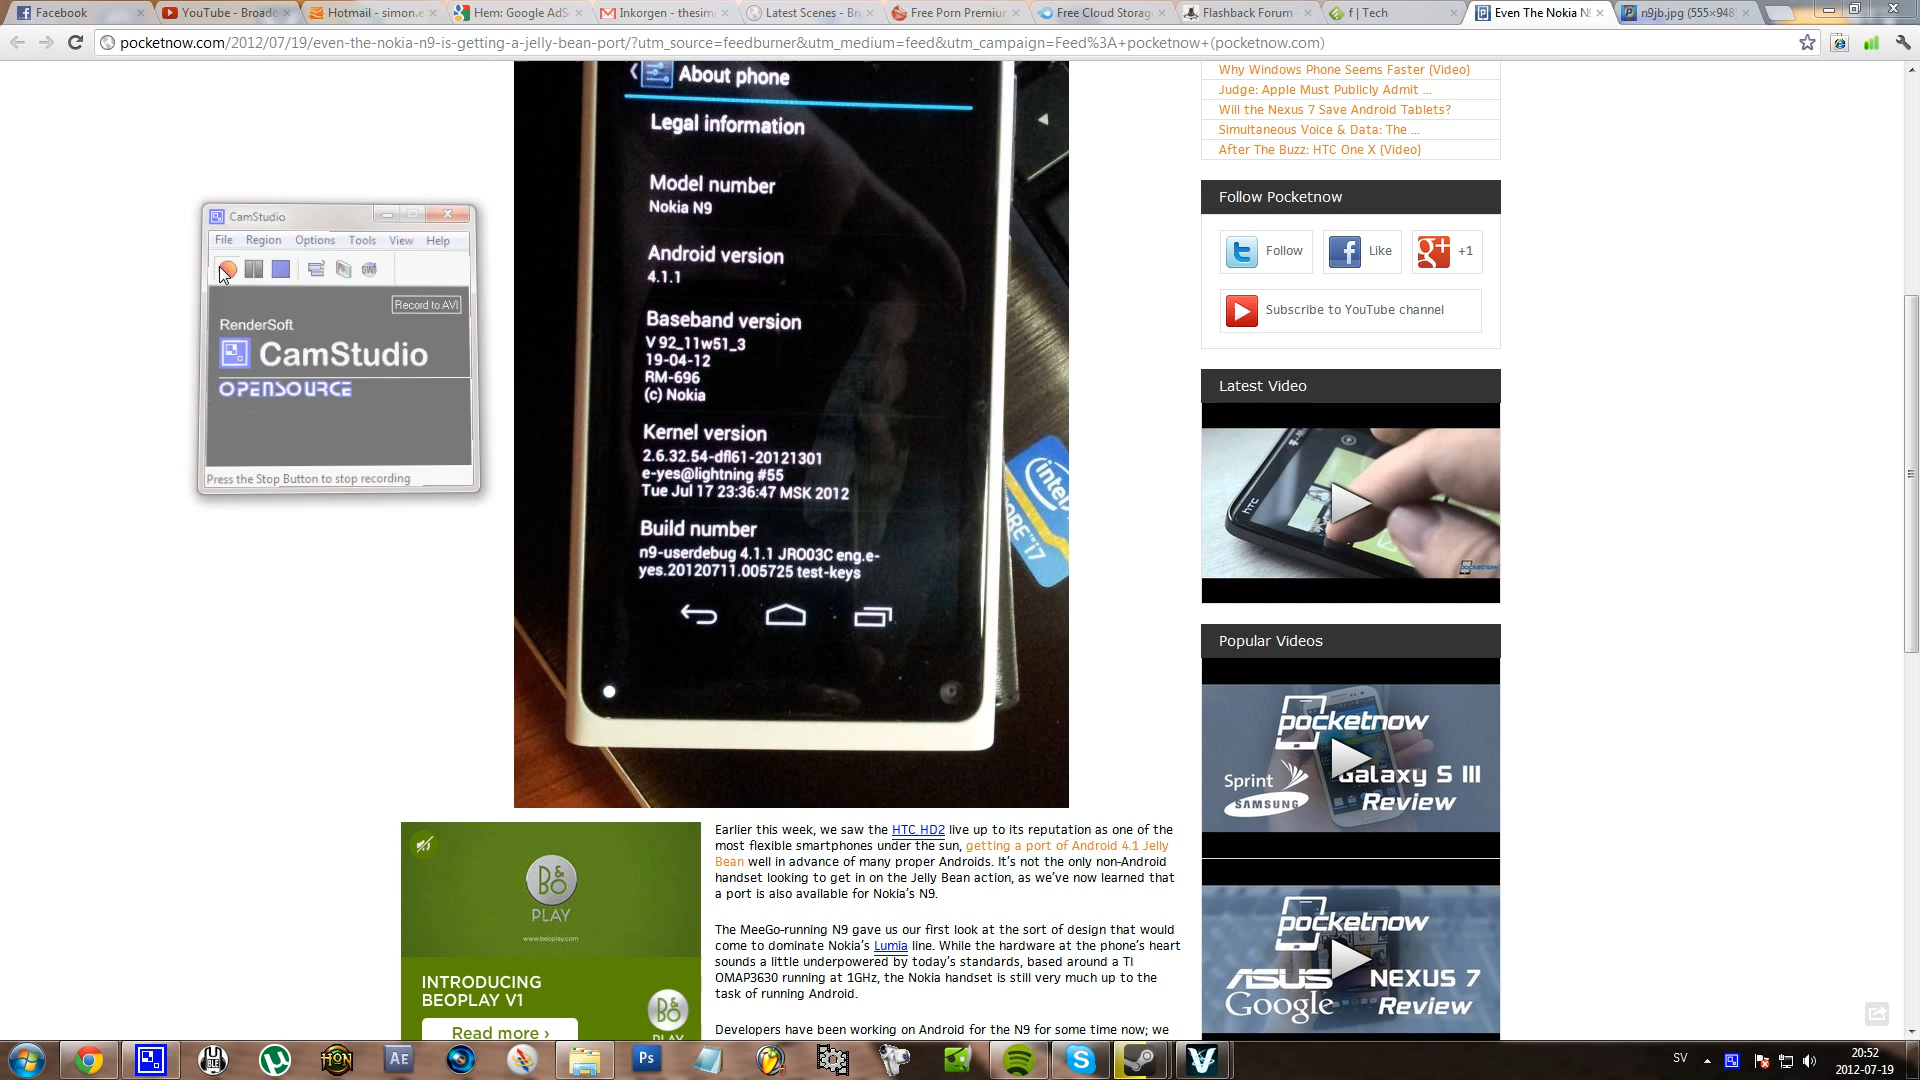 Facebook
YouTube - Broadc
Hotmail - simon.e
Hem: Google AdS
Inkorgen - thesim
Latest Scenes - Br
Free Porn Premiu
Free Cloud Storag
Flashback Forum -
f | Tech
Even The Nokia N
n9jb.jpg (555×948)
pocketnow.com/2012/07/19/even-the-nokia-n9-is-getting-a-jelly-bean-port/?utm_source=feedburner&utm_medium=feed&utm_campaign=Feed%3A+pocketnow+(pocketnow.com)
CamStudio
File Region Options Tools View Help
Record to AVI
RenderSoft
CamStudio
OPENSOURCE
Press the Stop Button to stop recording
About phone
Legal information
Model number
Nokia N9
Android version
4.1.1
Baseband version
V 92_11w51_3
19-04-12
RM-696
(c) Nokia
Kernel version
2.6.32.54-dfl61-20121301
e-yes@lightning #55
Tue Jul 17 23:36:47 MSK 2012
Build number
n9-userdebug 4.1.1 JRO03C eng.e-
yes.20120711.005725 test-keys
intel
CORE i7
Why Windows Phone Seems Faster (Video)
Judge: Apple Must Publicly Admit ...
Will the Nexus 7 Save Android Tablets?
Simultaneous Voice & Data: The ...
After The Buzz: HTC One X (Video)
Follow Pocketnow
Follow
Like
+1
Subscribe to YouTube channel
Latest Video
hTC
pocketnow
Popular Videos
pocketnow
Sprint
SAMSUNG
Galaxy S III
Review
pocketnow
ASUS
Google
NEXUS 7
Review
B&O
PLAY
www.beoplay.com
INTRODUCING
BEOPLAY V1
Read more ›
B&O
PLAY
Earlier this week, we saw the HTC HD2 live up to its reputation as one of the
most flexible smartphones under the sun, getting a port of Android 4.1 Jelly
Bean well in advance of many proper Androids. It's not the only non-Android
handset looking to get in on the Jelly Bean action, as we've now learned that
a port is also available for Nokia's N9.
The MeeGo-running N9 gave us our first look at the sort of design that would
come to dominate Nokia's Lumia line. While the hardware at the phone's heart
sounds a little underpowered by today's standards, based around a TI
OMAP3630 running at 1GHz, the Nokia handset is still very much up to the
task of running Android.
Developers have been working on Android for the N9 for some time now; we
HON
Ae
Ps
SV
20:52
2012-07-19